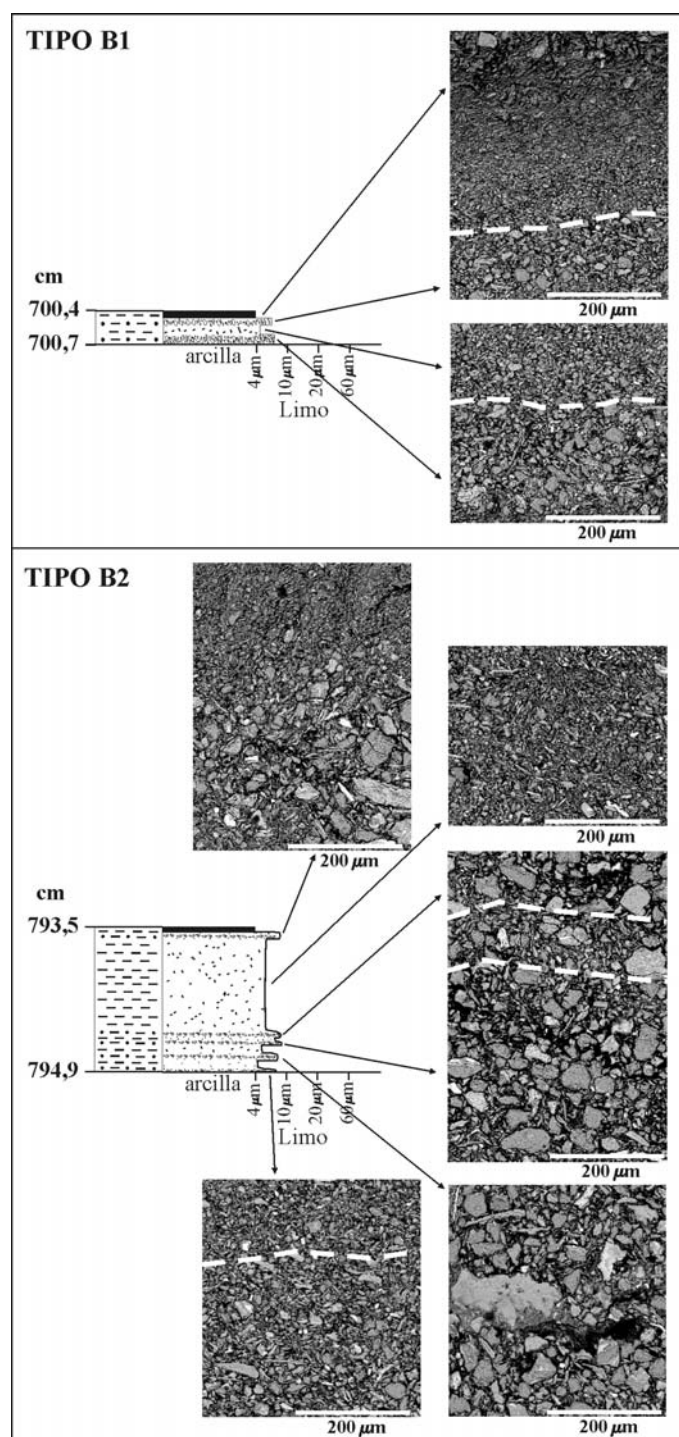 TIPO B1
200 µm
cm
700,4
700,7
arcilla
4 µm
10 µm
20 µm
60 µm
Limo
200 µm
TIPO B2
200 µm
200 µm
cm
793,5
794,9
arcilla
4 µm
10 µm
20 µm
60 µm
Limo
200 µm
200 µm
200 µm